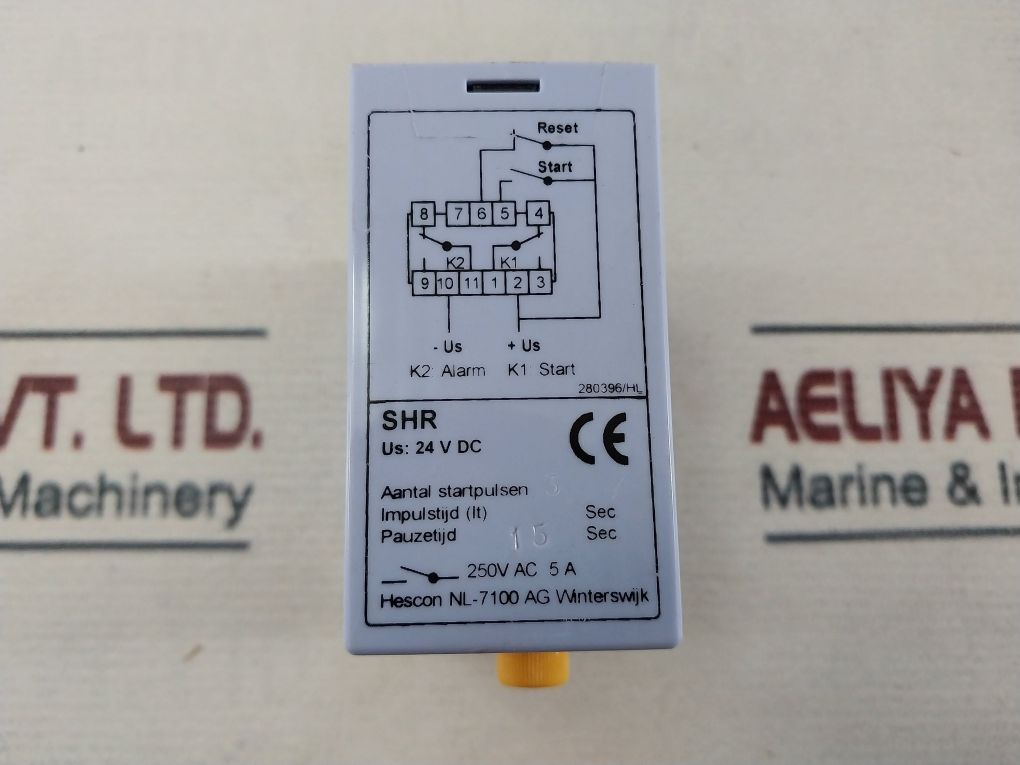 Reset
Start
8 7 6 5 4
K2 K1
9 10 11 1 2 3
- Us + Us
K2: Alarm K1 Start
280396/HL
SHR
CE
Us: 24 V DC
Aantal startpulsen 3
Impulstijd (It) Sec
Pauzetijd 15 Sec
250V AC 5 A
Hescon NL-7100 AG Winterswijk
VT. LTD.
Machinery
AELIYA
Marine & In